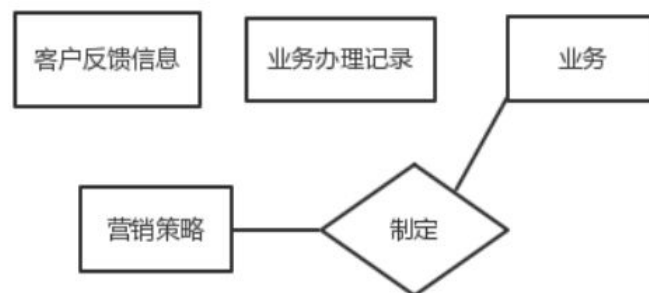 客户反馈信息
业务办理记录
业务
营销策略
制定